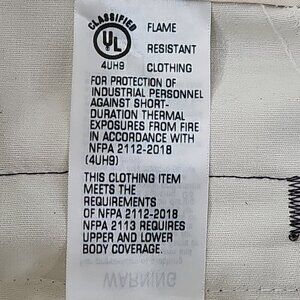 CLASSIFIED
UL
4UH9
FLAME
RESISTANT
CLOTHING
FOR PROTECTION OF
INDUSTRIAL PERSONNEL
AGAINST SHORT-
DURATION THERMAL
EXPOSURES FROM FIRE
IN ACCORDANCE WITH
NFPA 2112-2018
(4UH9)
THIS CLOTHING ITEM
MEETS THE
REQUIREMENTS
OF NFPA 2112-2018
NFPA 2113 REQUIRES
UPPER AND LOWER
BODY COVERAGE.
WARNING